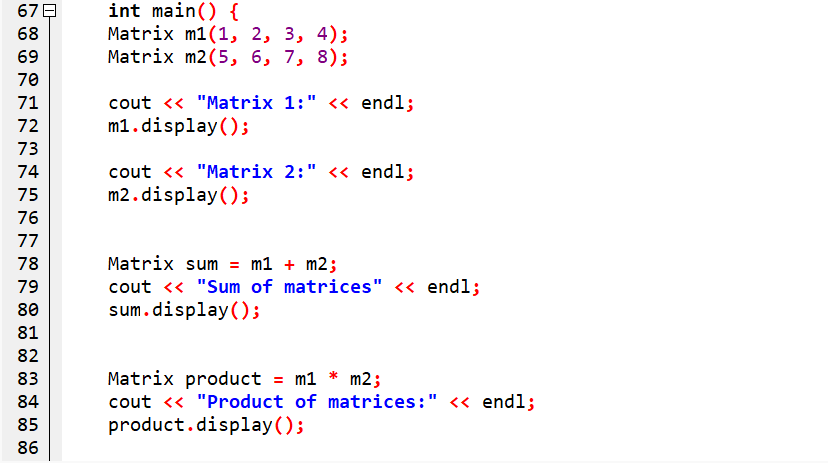 67 int main() {
68 Matrix m1(1, 2, 3, 4);
69 Matrix m2(5, 6, 7, 8);
70
71 cout << "Matrix 1:" << endl;
72 m1.display();
73
74 cout << "Matrix 2:" << endl;
75 m2.display();
76
77
78 Matrix sum = m1 + m2;
79 cout << "Sum of matrices" << endl;
80 sum.display();
81
82
83 Matrix product = m1 * m2;
84 cout << "Product of matrices:" << endl;
85 product.display();
86